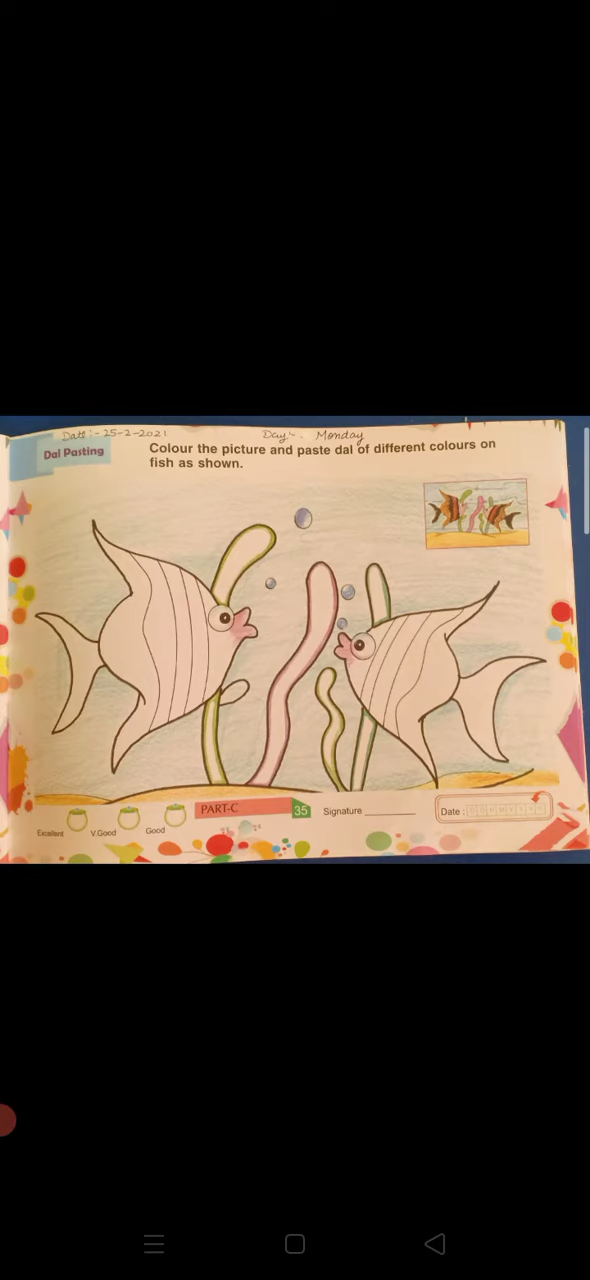 Date :- 25-2-2021 Day:- Monday
Dal Pasting
Colour the picture and paste dal of different colours on
fish as shown.
Excellent V.Good Good PART-C 35 Signature Date :